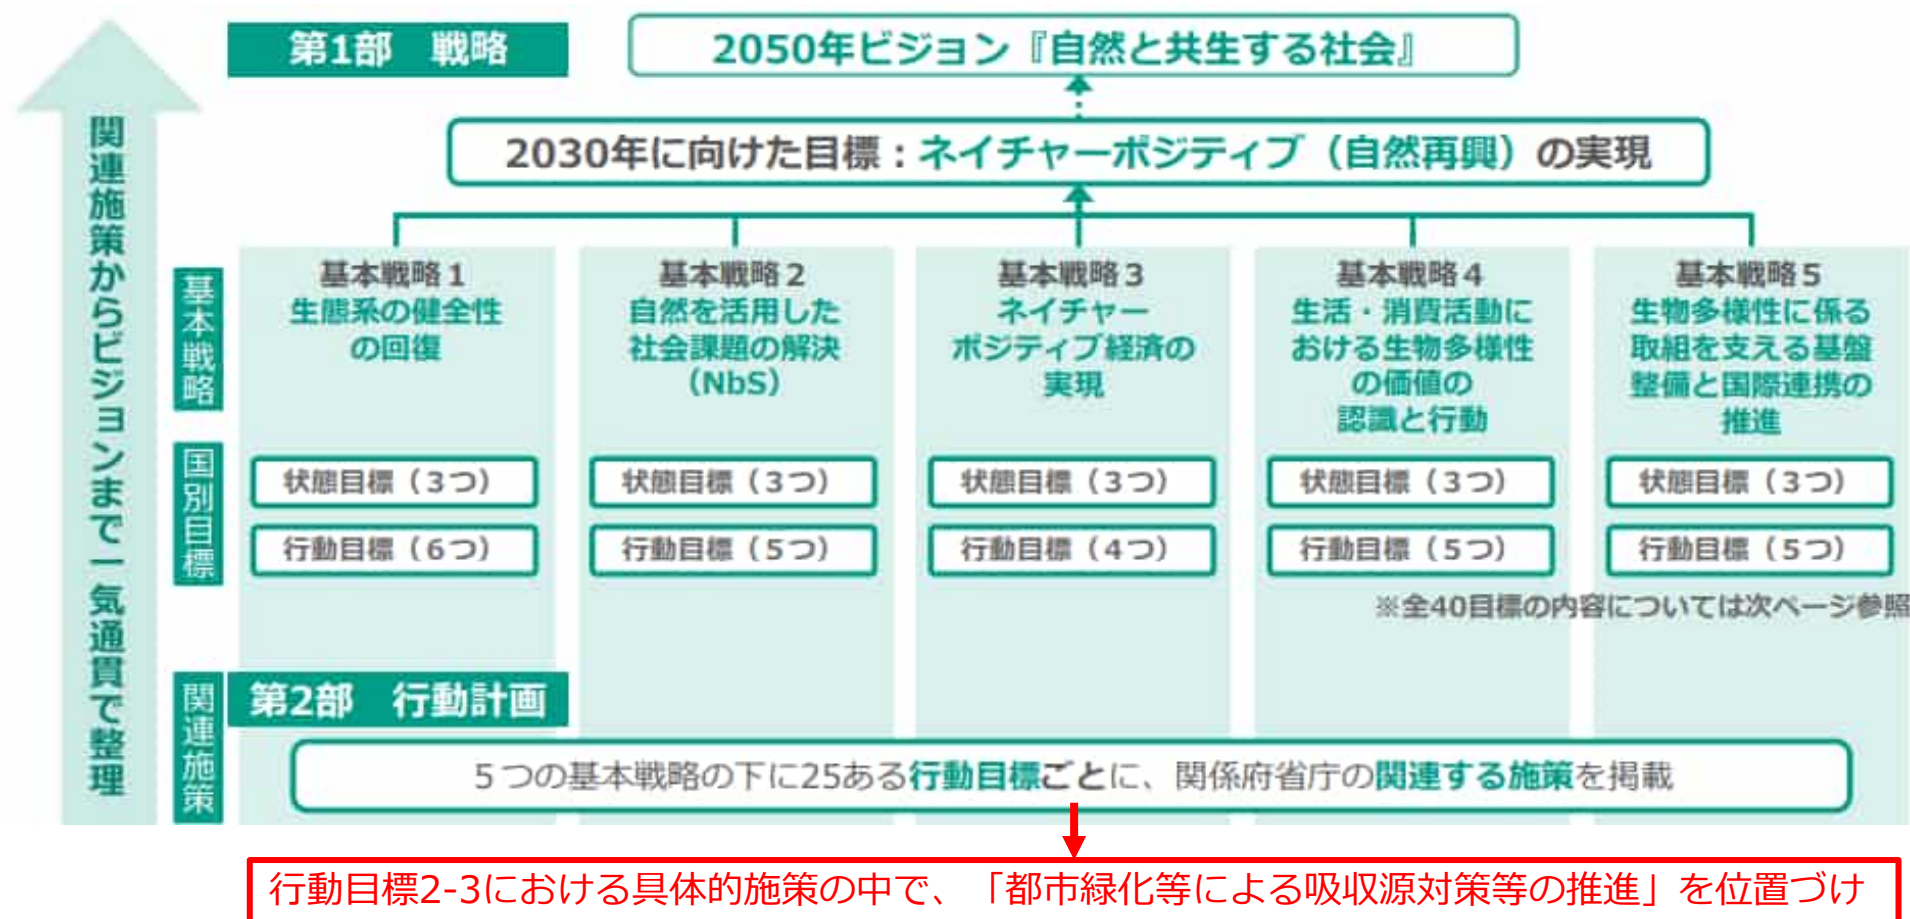 関連施策からビジョンまで一気通貫で整理
第1部　戦略
2050年ビジョン『自然と共生する社会』
2030年に向けた目標：ネイチャーポジティブ（自然再興）の実現
基本戦略
基本戦略１
生態系の健全性
の回復
基本戦略２
自然を活用した
社会課題の解決
（NbS）
基本戦略３
ネイチャー
ポジティブ経済の
実現
基本戦略４
生活・消費活動に
おける生物多様性
の価値の
認識と行動
基本戦略５
生物多様性に係る
取組を支える基盤
整備と国際連携の
推進
国別目標
状態目標（３つ）
状態目標（３つ）
状態目標（３つ）
状態目標（３つ）
状態目標（３つ）
行動目標（６つ）
行動目標（５つ）
行動目標（４つ）
行動目標（５つ）
行動目標（５つ）
※全40目標の内容については次ページ参照
関連施策
第2部　行動計画
５つの基本戦略の下に25ある行動目標ごとに、関係府省庁の関連する施策を掲載
行動目標2-3における具体的施策の中で、「都市緑化等による吸収源対策等の推進」を位置づけ